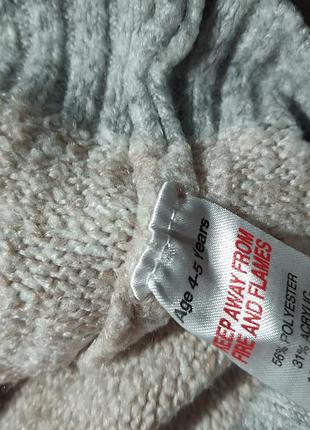 Age 4-5 Years
KEEP AWAY FROM
FIRE AND FLAMES
56% POLYESTER
31% ACRYLIC